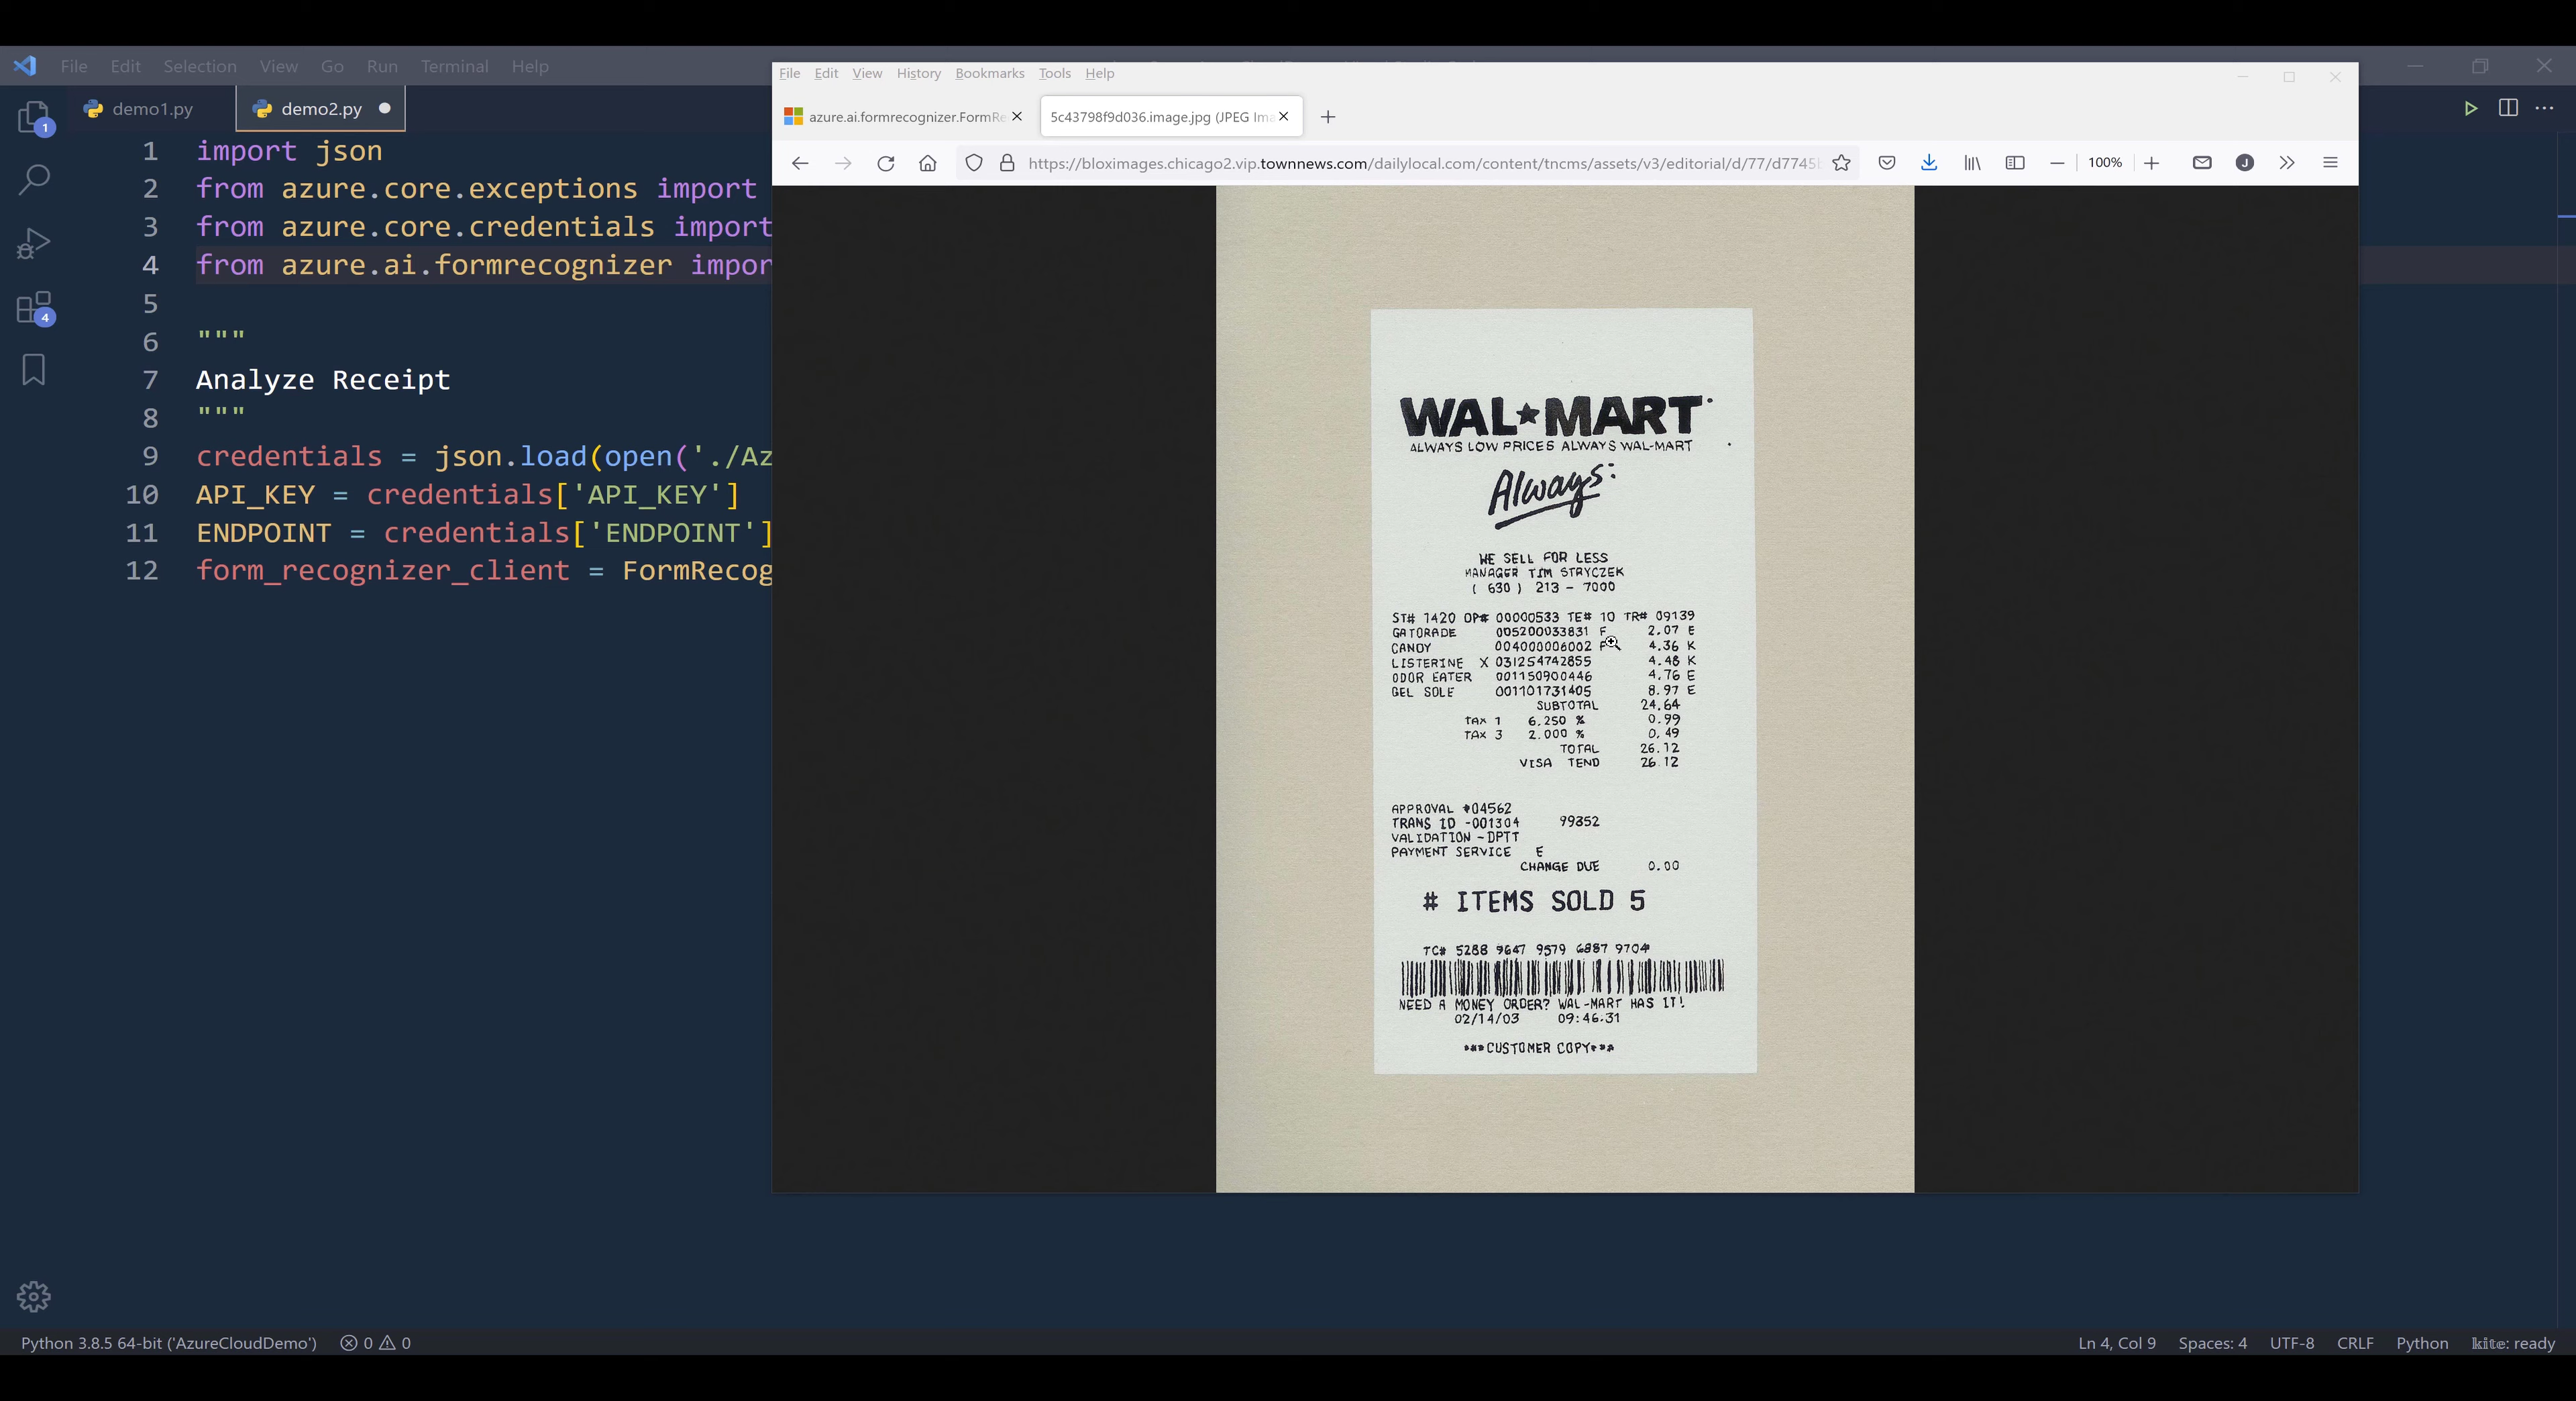 File Edit Selection View Go Run Terminal Help
demo1.py
demo2.py
1 import json
2 from azure.core.exceptions import
3 from azure.core.credentials import
4 from azure.ai.formrecognizer impor
5
6 """
7 Analyze Receipt
8 """
9 credentials = json.load(open('./Az
10 API_KEY = credentials['API_KEY']
11 ENDPOINT = credentials['ENDPOINT']
12 form_recognizer_client = FormRecog
1
4
File Edit View History Bookmarks Tools Help
azure.ai.formrecognizer.FormRe
5c43798f9d036.image.jpg (JPEG Ima
https://bloximages.chicago2.vip.townnews.com/dailylocal.com/content/tncms/assets/v3/editorial/d/77/d7745
100%
J
WAL★MART
ALWAYS LOW PRICES ALWAYS WAL-MART
Always:
WE SELL FOR LESS
MANAGER TIM STRYCZEK
( 630 ) 213 - 7000
ST# 1420 OP# 00000533 TE# 10 TR# 09139
GATORADE 005200033831 F 2.07 E
CANDY 004000006002 F 4.36 K
LISTERINE X 031254742855 4.48 K
ODOR EATER 001150900446 4.76 E
GEL SOLE 001101731405 8.97 E
SUBTOTAL 24.64
TAX 1 6.250 % 0.99
TAX 3 2.000 % 0.49
TOTAL 26.12
VISA TEND 26.12
APPROVAL #04562
TRANS ID -001304 99352
VALIDATION -DPTT
PAYMENT SERVICE E
CHANGE DUE 0.00
# ITEMS SOLD 5
TC# 5288 9647 9579 6887 9704
NEED A MONEY ORDER? WAL-MART HAS IT!
02/14/03 09:46.31
***CUSTOMER COPY***
Python 3.8.5 64-bit ('AzureCloudDemo') 0 0
Ln 4, Col 9 Spaces: 4 UTF-8 CRLF Python kite: ready